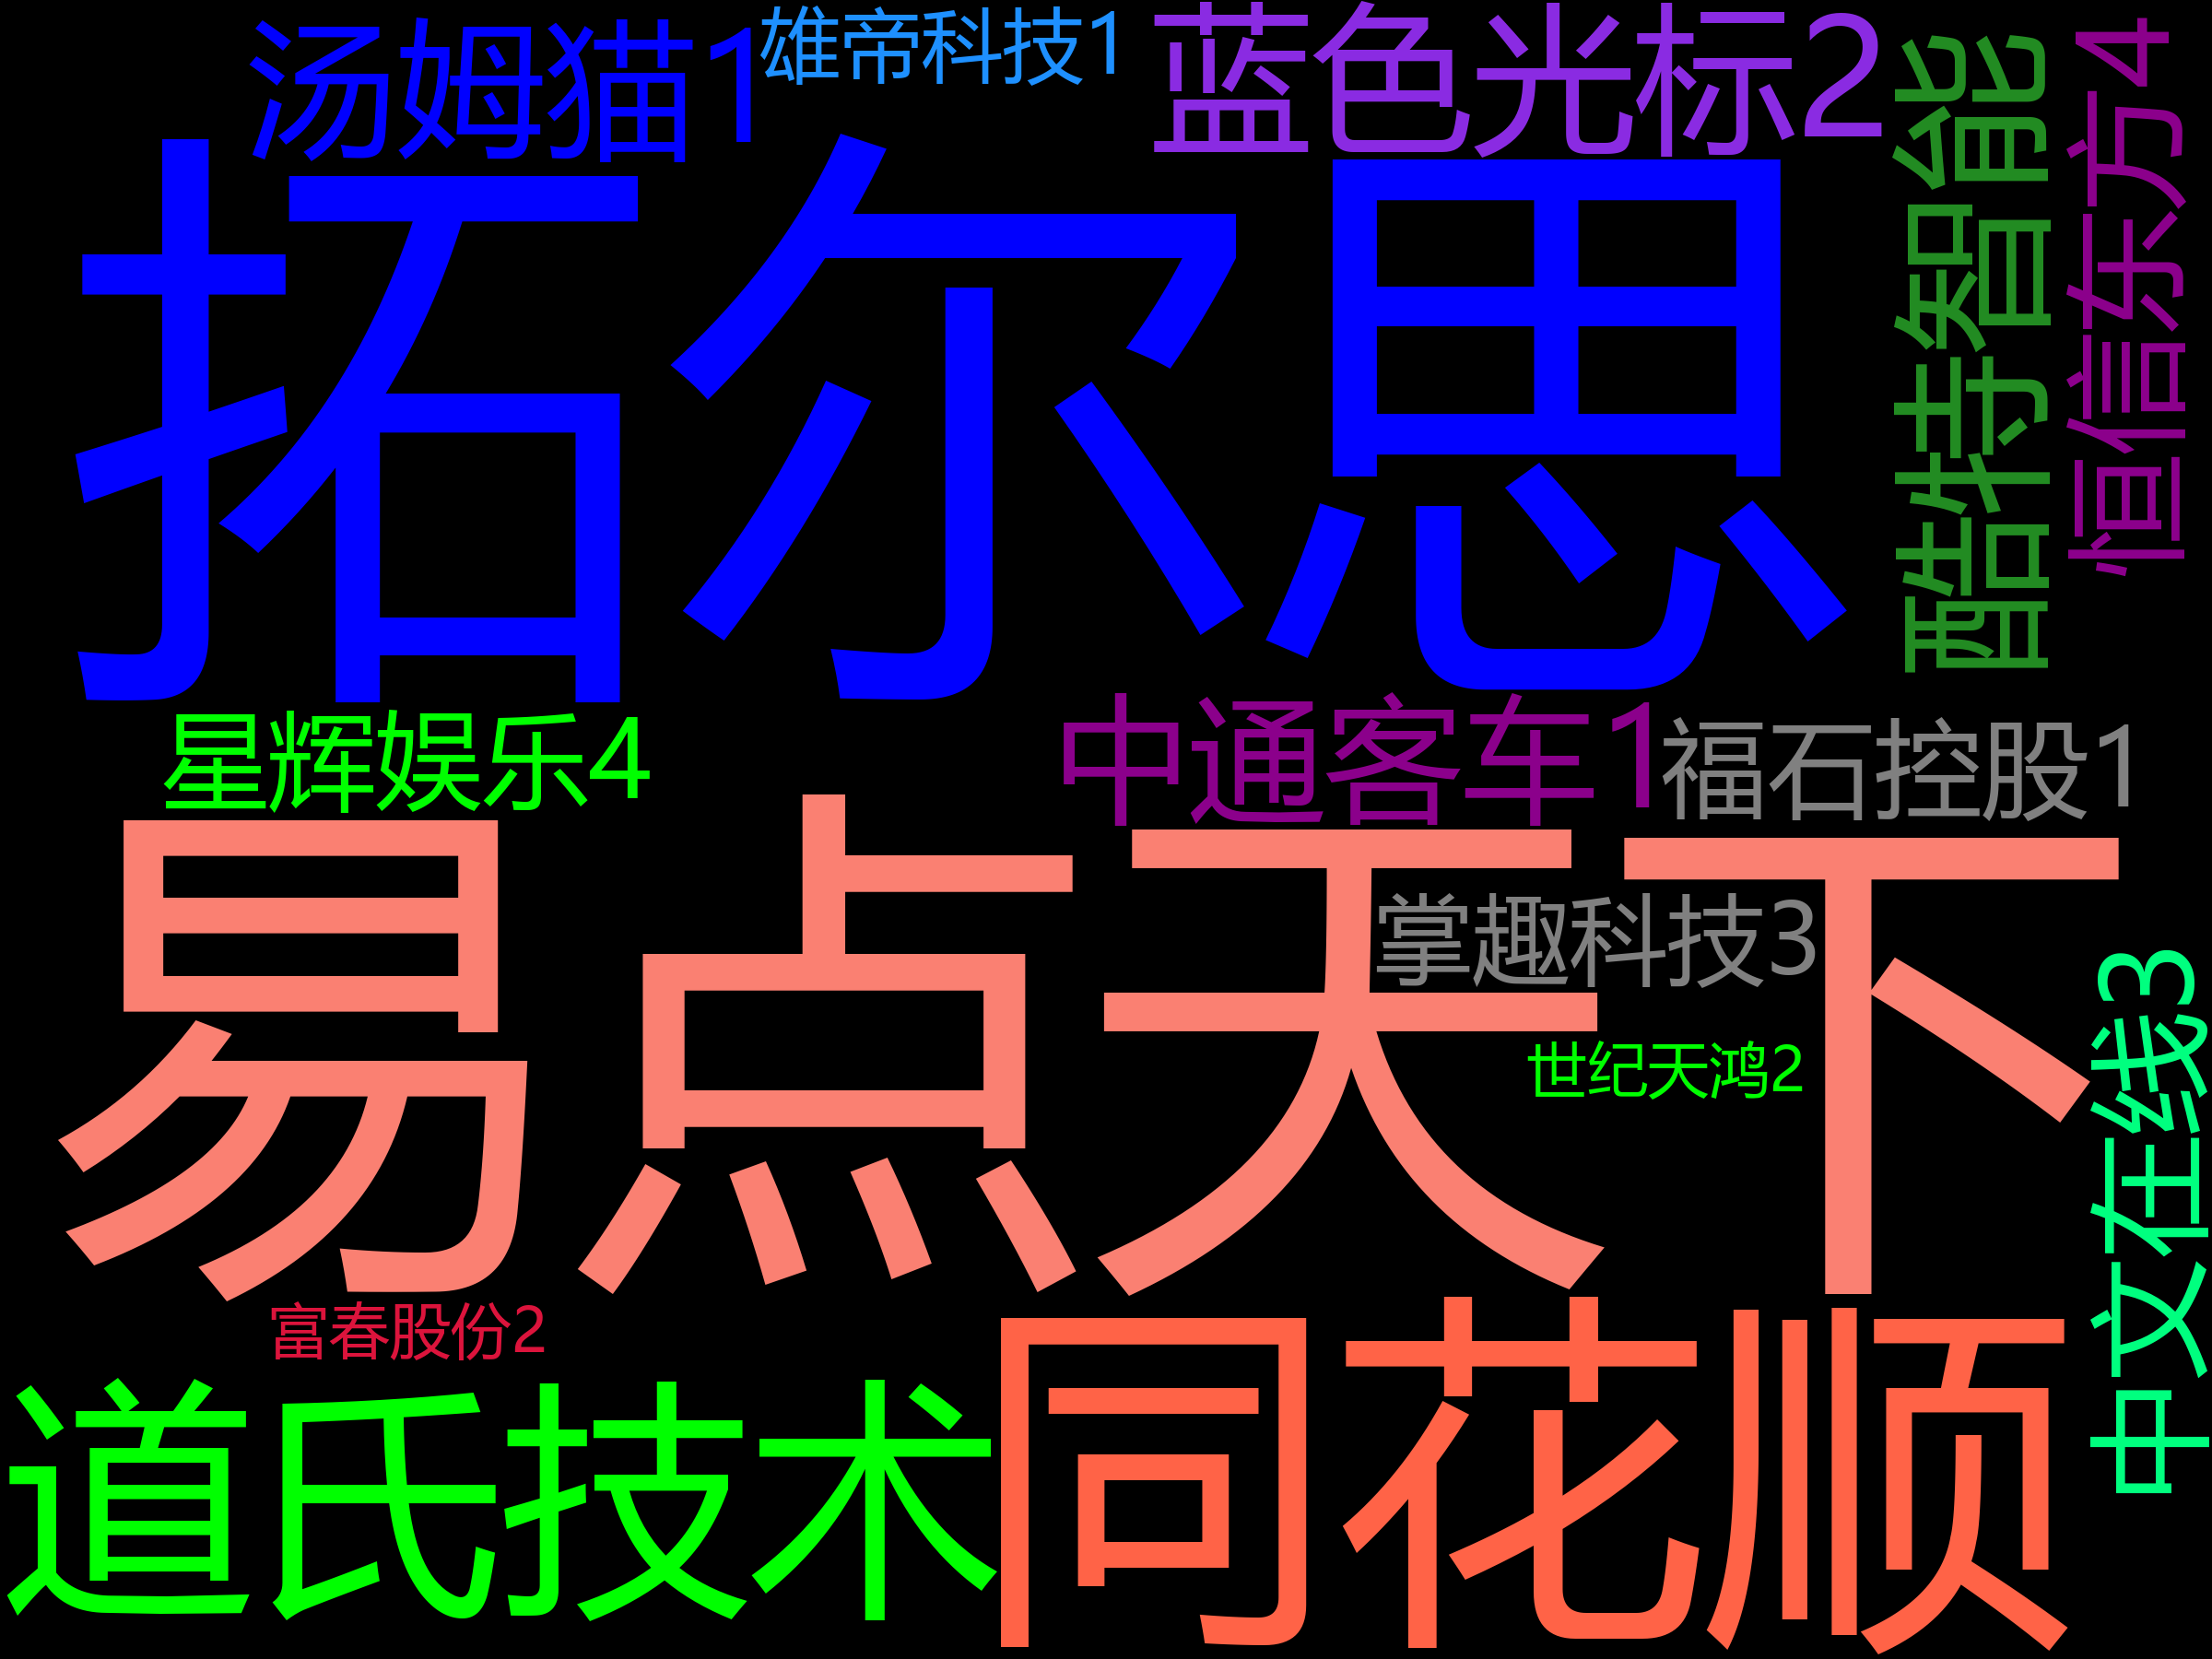 汤姆猫1
维帝科技1
蓝色光标2
酷特智能
恒信东方4
拓尔思
星辉娱乐4
中通客车1
福石控股1
易点天下
掌趣科技3
世纪天鸿2
中文在线3
富春股份2
道氏技术
同花顺